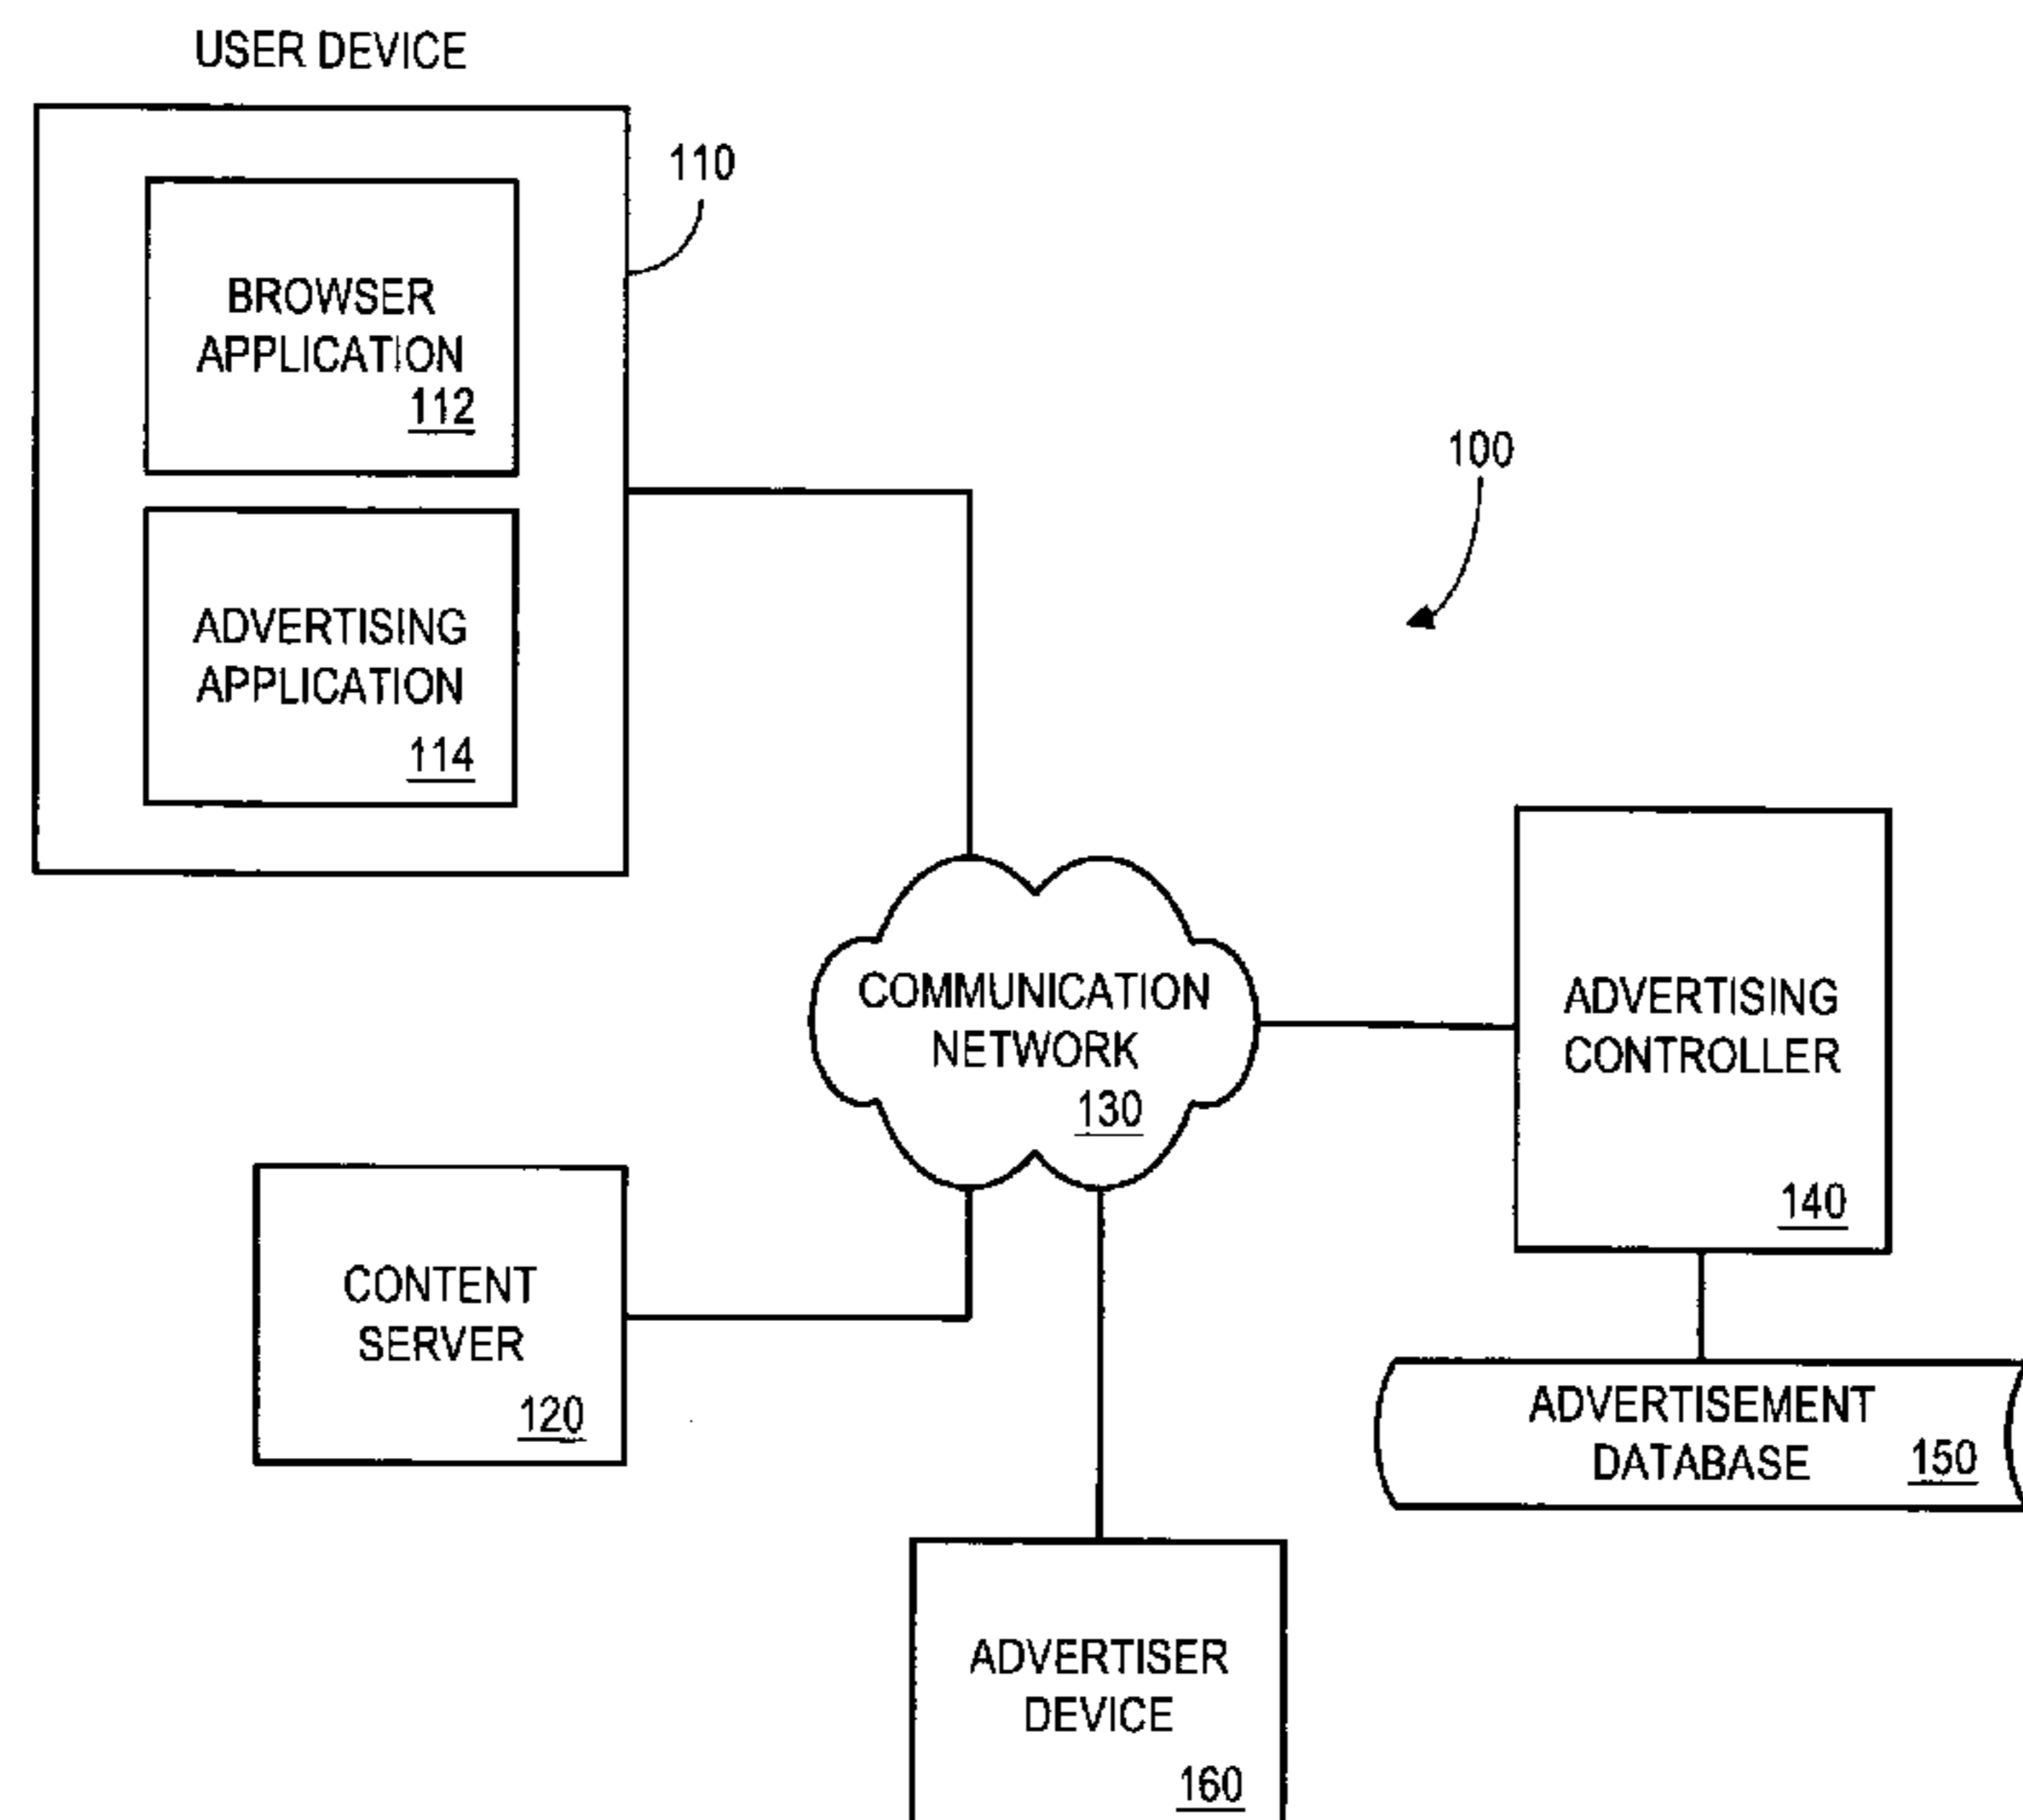 USER DEVICE
110
BROWSER
APPLICATION
112
100
ADVERTISING
APPLICATION
114
COMMUNICATION
NETWORK
130
ADVERTISING
CONTROLLER
140
CONTENT
SERVER
120
ADVERTISEMENT
DATABASE
150
ADVERTISER
DEVICE
160